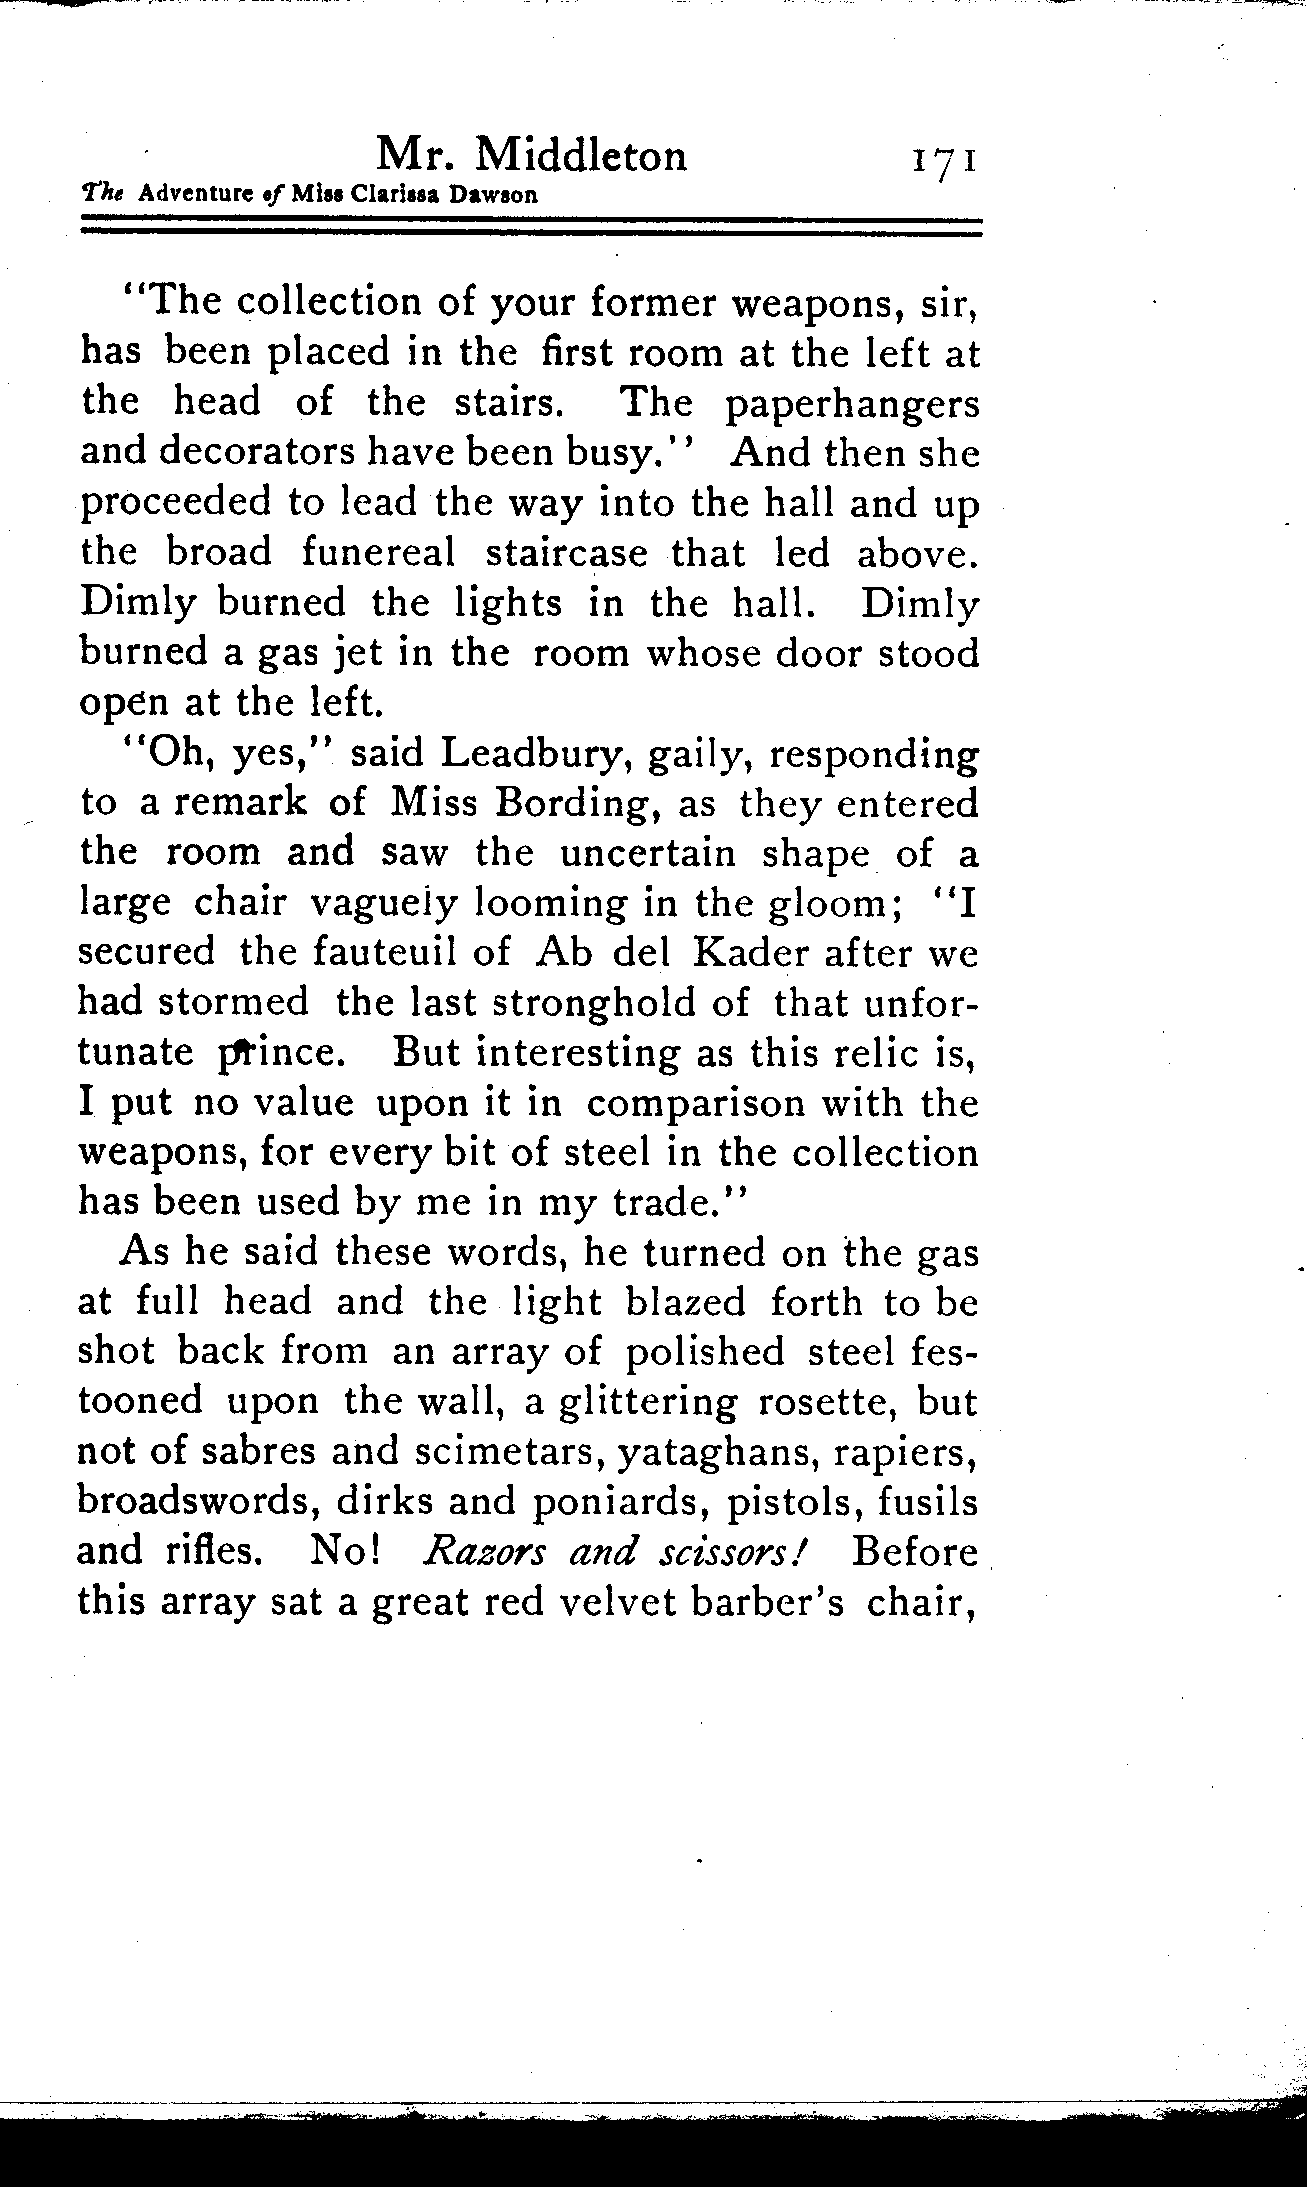 Mr. Middleton 171
The Adventure of Miss Clarissa Dawson
"The collection of your former weapons, sir,
has been placed in the first room at the left at
the head of the stairs. The paperhangers
and decorators have been busy." And then she
proceeded to lead the way into the hall and up
the broad funereal staircase that led above.
Dimly burned the lights in the hall. Dimly
burned a gas jet in the room whose door stood
open at the left.
"Oh, yes," said Leadbury, gaily, responding
to a remark of Miss Bording, as they entered
the room and saw the uncertain shape of a
large chair vaguely looming in the gloom; "I
secured the fauteuil of Ab del Kader after we
had stormed the last stronghold of that unfor-
tunate prince. But interesting as this relic is,
I put no value upon it in comparison with the
weapons, for every bit of steel in the collection
has been used by me in my trade."
As he said these words, he turned on the gas
at full head and the light blazed forth to be
shot back from an array of polished steel fes-
tooned upon the wall, a glittering rosette, but
not of sabres and scimetars, yataghans, rapiers,
broadswords, dirks and poniards, pistols, fusils
and rifles. No! Razors and scissors! Before
this array sat a great red velvet barber's chair,